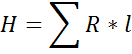 H = ∑ R * l